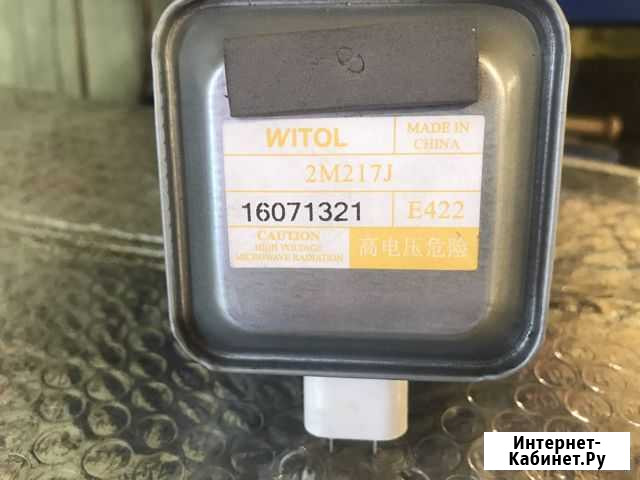 WITOL
MADE IN
CHINA
2M217J
16071321
E422
CAUTION
HIGH VOLTAGE
MICROWAVE RADIATION
高电压危险
Интернет-
Кабинет.Ру